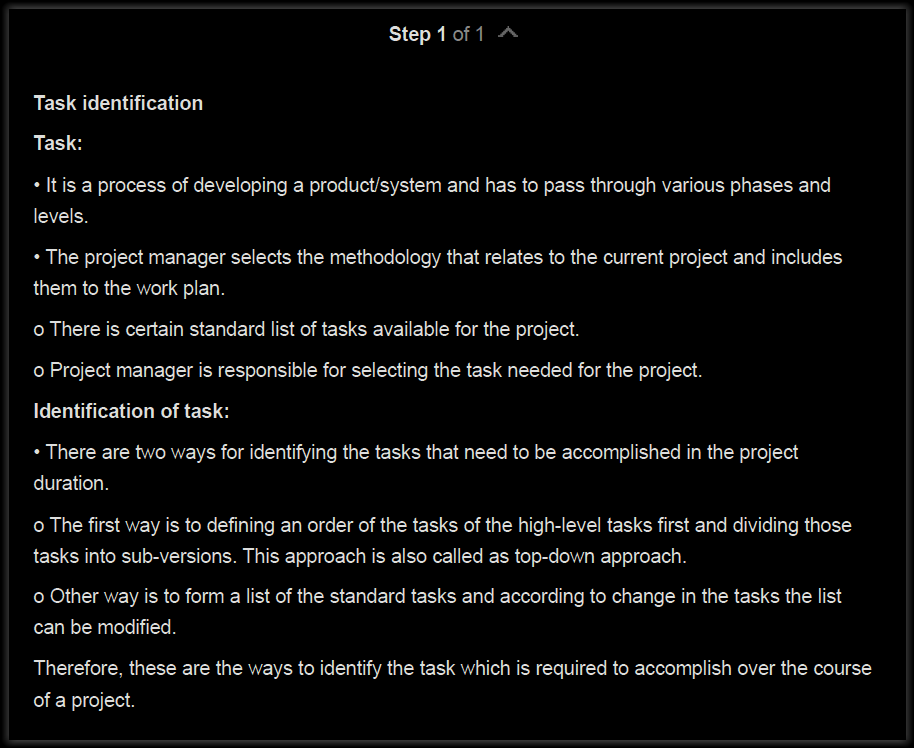 Step 1 of 1
Task identification
Task:
• It is a process of developing a product/system and has to pass through various phases and
levels.
• The project manager selects the methodology that relates to the current project and includes
them to the work plan.
o There is certain standard list of tasks available for the project.
o Project manager is responsible for selecting the task needed for the project.
Identification of task:
• There are two ways for identifying the tasks that need to be accomplished in the project
duration.
o The first way is to defining an order of the tasks of the high-level tasks first and dividing those
tasks into sub-versions. This approach is also called as top-down approach.
o Other way is to form a list of the standard tasks and according to change in the tasks the list
can be modified.
Therefore, these are the ways to identify the task which is required to accomplish over the course
of a project.